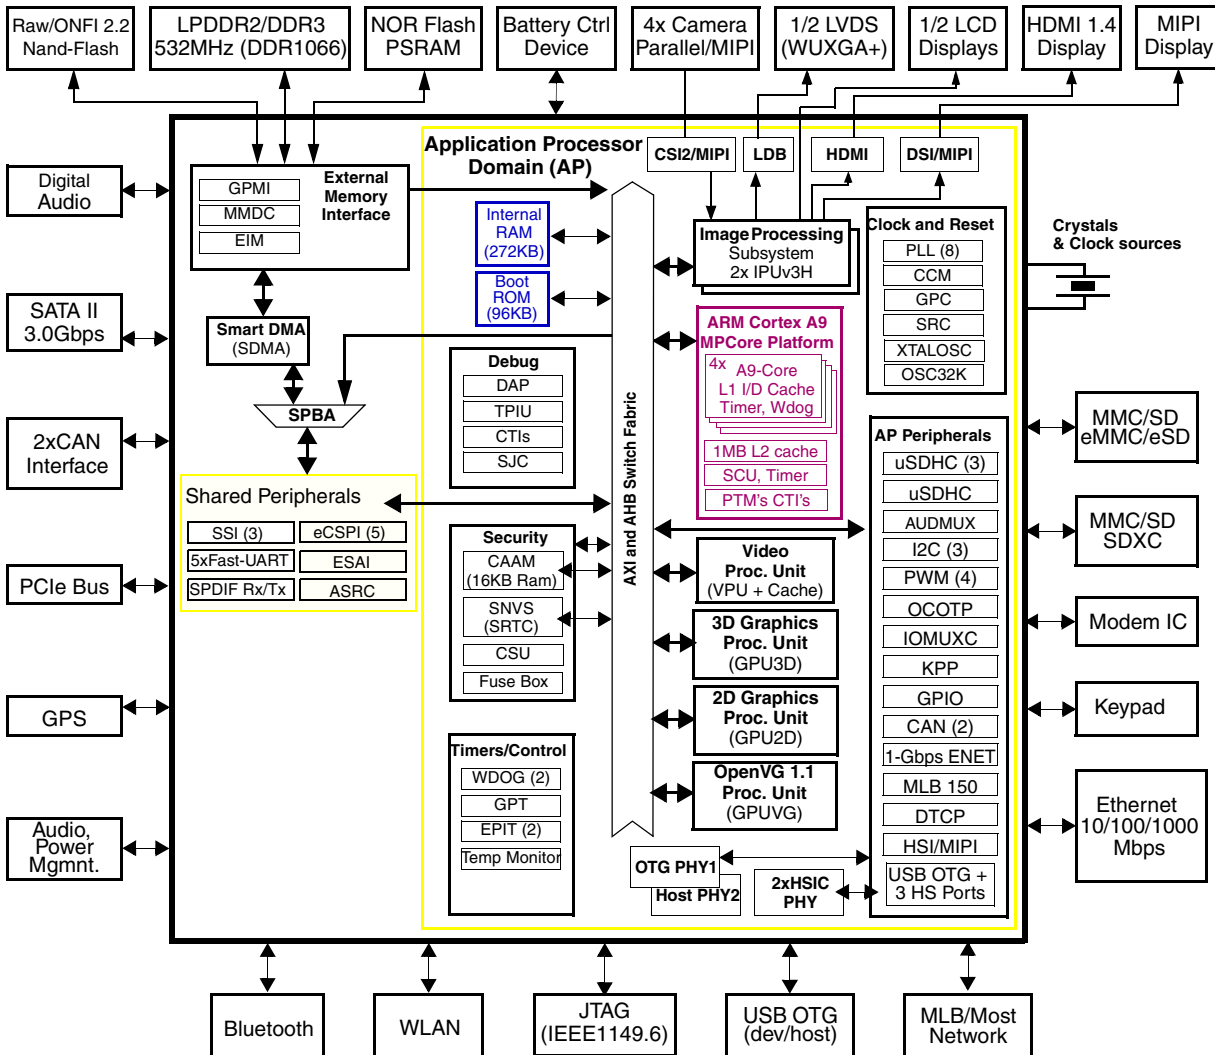 Raw/ONFI 2.2
Nand-Flash
LPDDR2/DDR3
532MHz (DDR1066)
NOR Flash
PSRAM
Battery Ctrl
Device
4x Camera
Parallel/MIPI
1/2 LVDS
(WUXGA+)
1/2 LCD
Displays
HDMI 1.4
Display
MIPI
Display
Application Processor
Domain (AP)
CSI2/MIPI
LDB
HDMI
DSI/MIPI
Digital
Audio
SATA II
3.0Gbps
2xCAN
Interface
PCIe Bus
GPS
Audio,
Power
Mgmnt.
External
Memory
Interface
GPMI
MMDC
EIM
Smart DMA
(SDMA)
SPBA
Shared Peripherals
SSI (3)
eCSPI (5)
5xFast-UART
ESAI
SPDIF Rx/Tx
ASRC
Internal
RAM
(272KB)
Boot
ROM
(96KB)
Debug
DAP
TPIU
CTIs
SJC
Security
CAAM
(16KB Ram)
SNVS
(SRTC)
CSU
Fuse Box
Timers/Control
WDOG (2)
GPT
EPIT (2)
Temp Monitor
AXI and AHB Switch Fabric
Image Processing
Subsystem
2x IPUv3H
ARM Cortex A9
MPCore Platform
4x
A9-Core
L1 I/D Cache
Timer, Wdog
1MB L2 cache
SCU, Timer
PTM's CTI's
Video
Proc. Unit
(VPU + Cache)
3D Graphics
Proc. Unit
(GPU3D)
2D Graphics
Proc. Unit
(GPU2D)
OpenVG 1.1
Proc. Unit
(GPUVG)
OTG PHY1
Host PHY2
2xHSIC
PHY
Clock and Reset
PLL (8)
CCM
GPC
SRC
XTALOSC
OSC32K
AP Peripherals
uSDHC (3)
uSDHC
AUDMUX
I2C (3)
PWM (4)
OCOTP
IOMUXC
KPP
GPIO
CAN (2)
1-Gbps ENET
MLB 150
DTCP
HSI/MIPI
USB OTG +
3 HS Ports
Crystals
& Clock sources
MMC/SD
eMMC/eSD
MMC/SD
SDXC
Modem IC
Keypad
Ethernet
10/100/1000
Mbps
Bluetooth
WLAN
JTAG
(IEEE1149.6)
USB OTG
(dev/host)
MLB/Most
Network